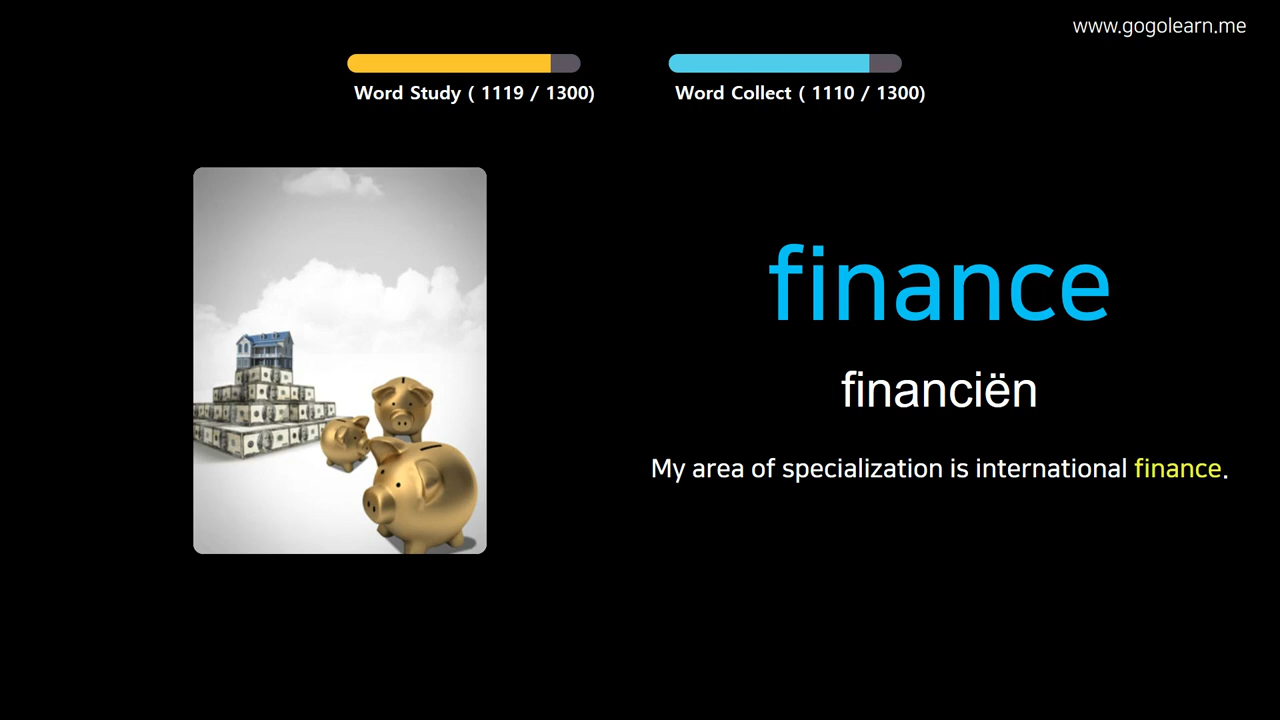 www.gogolearn.me
Word Study ( 1119 / 1300)
Word Collect ( 1110 / 1300)
finance
financiën
My area of specialization is international finance.